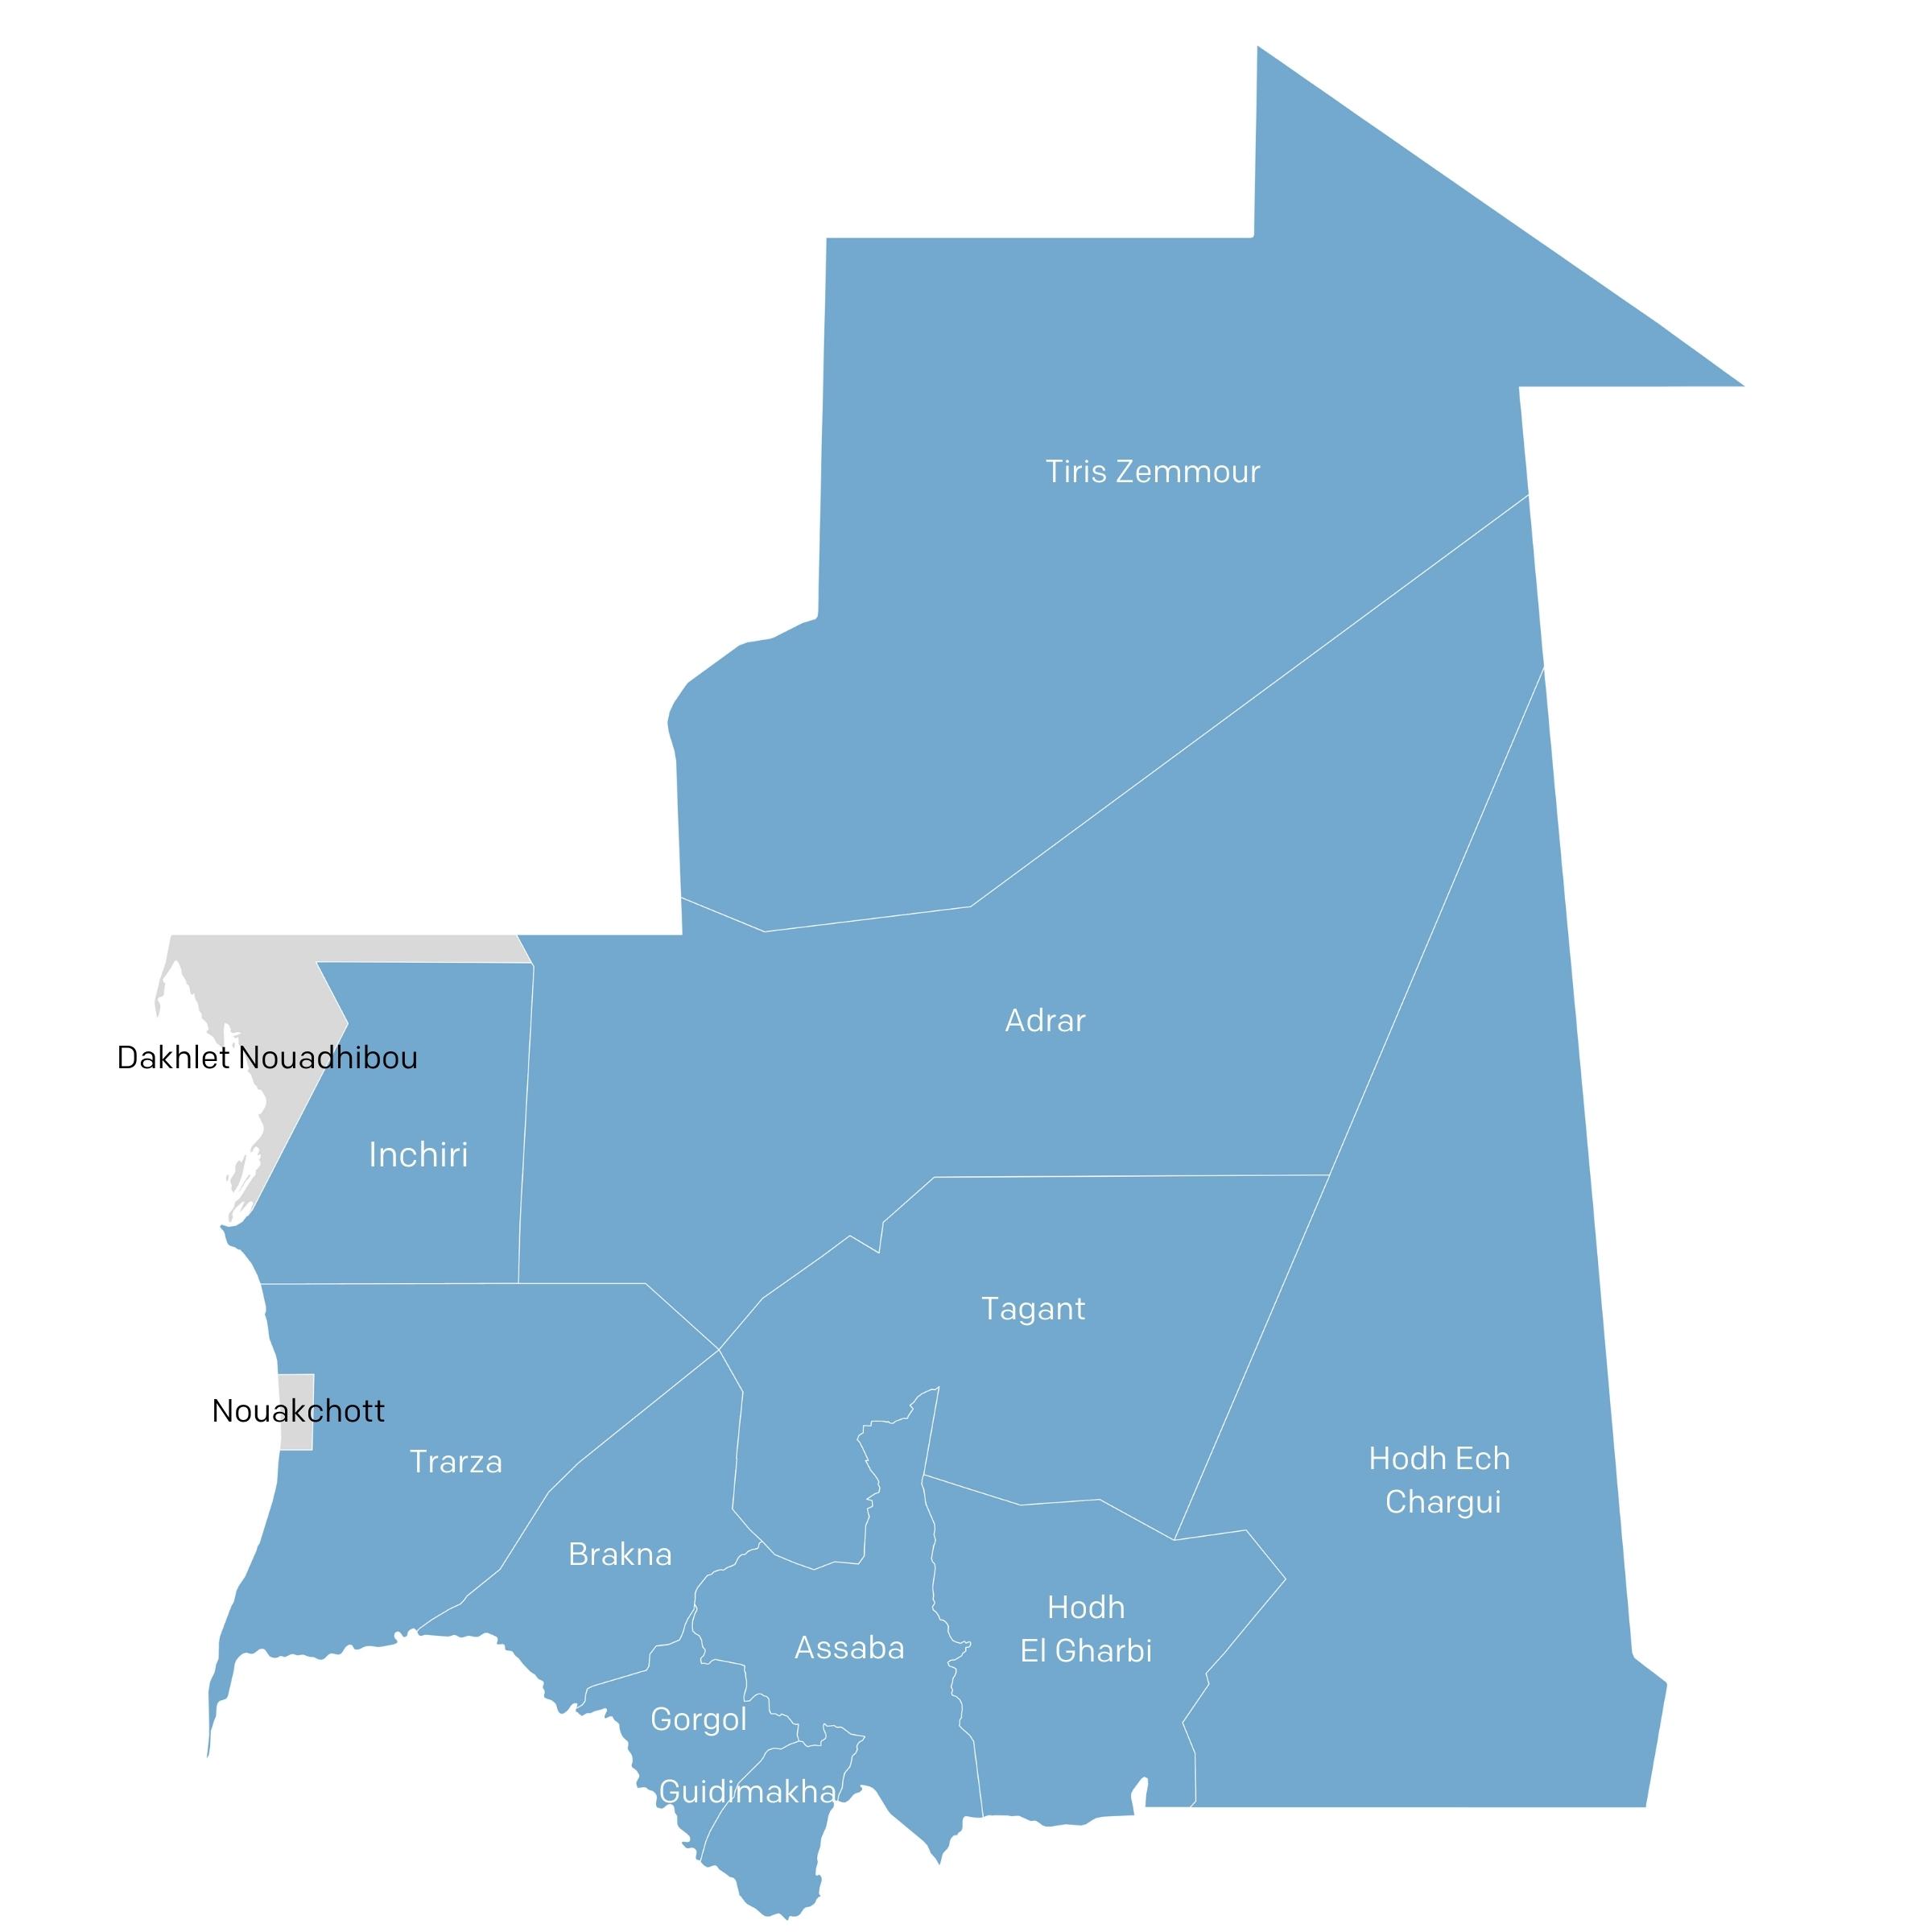 Tiris Zemmour
Adrar
Dakhlet Nouadhibou
Inchiri
Tagant
Nouakchott
Trarza
Hodh Ech
Chargui
Brakna
Hodh
El Gharbi
Assaba
Gorgol
Guidimakha